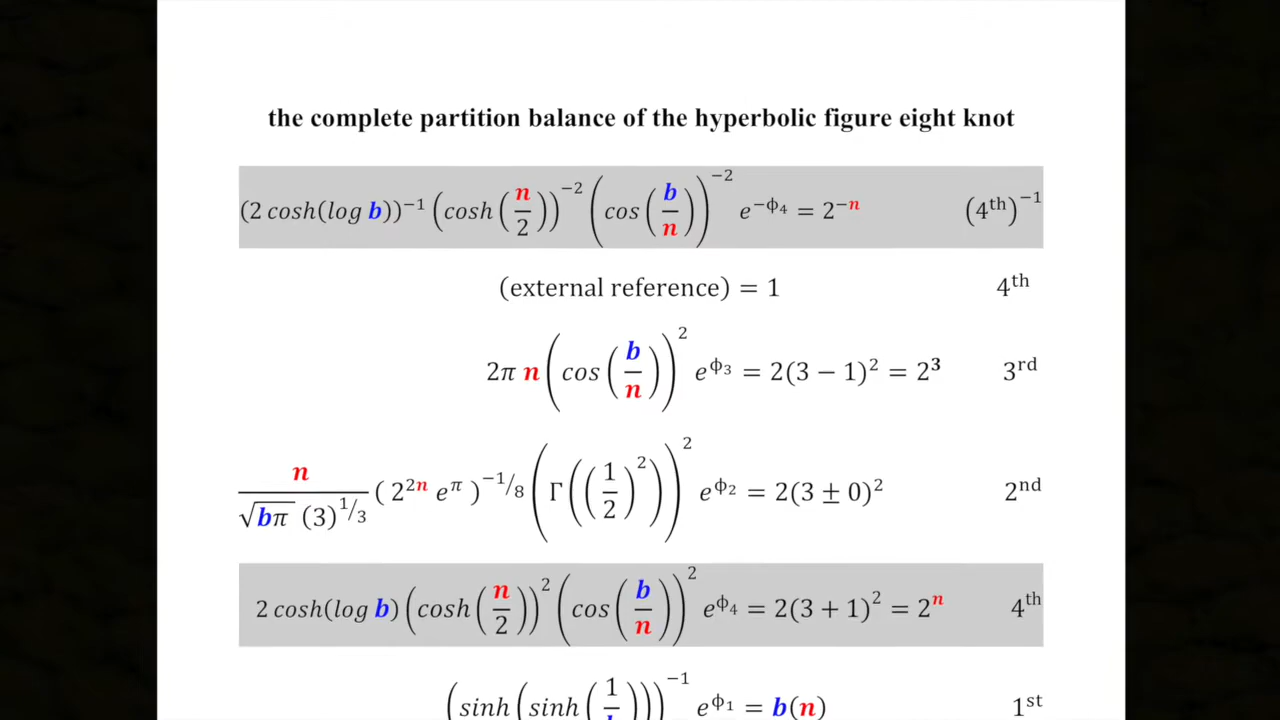 the complete partition balance of the hyperbolic figure eight knot
(2 cosh(log b))⁻¹ (cosh(n/2))⁻² (cos(b/n))⁻² e^(−ϕ₄) = 2⁻ⁿ (4ᵗʰ)⁻¹
(external reference) = 1 4ᵗʰ
2π n (cos(b/n))² e^(ϕ₃) = 2(3 − 1)² = 2³ 3ʳᵈ
n/(√(bπ) (3)^(1/3)) (2²ⁿ e^π)^(−1/8) (Γ((1/2)²))² e^(ϕ₂) = 2(3 ± 0)² 2ⁿᵈ
2 cosh(log b) (cosh(n/2))² (cos(b/n))² e^(ϕ₄) = 2(3 + 1)² = 2ⁿ 4ᵗʰ
(sinh(sinh(1/b)))⁻¹ e^(ϕ₁) = b(n) 1ˢᵗ